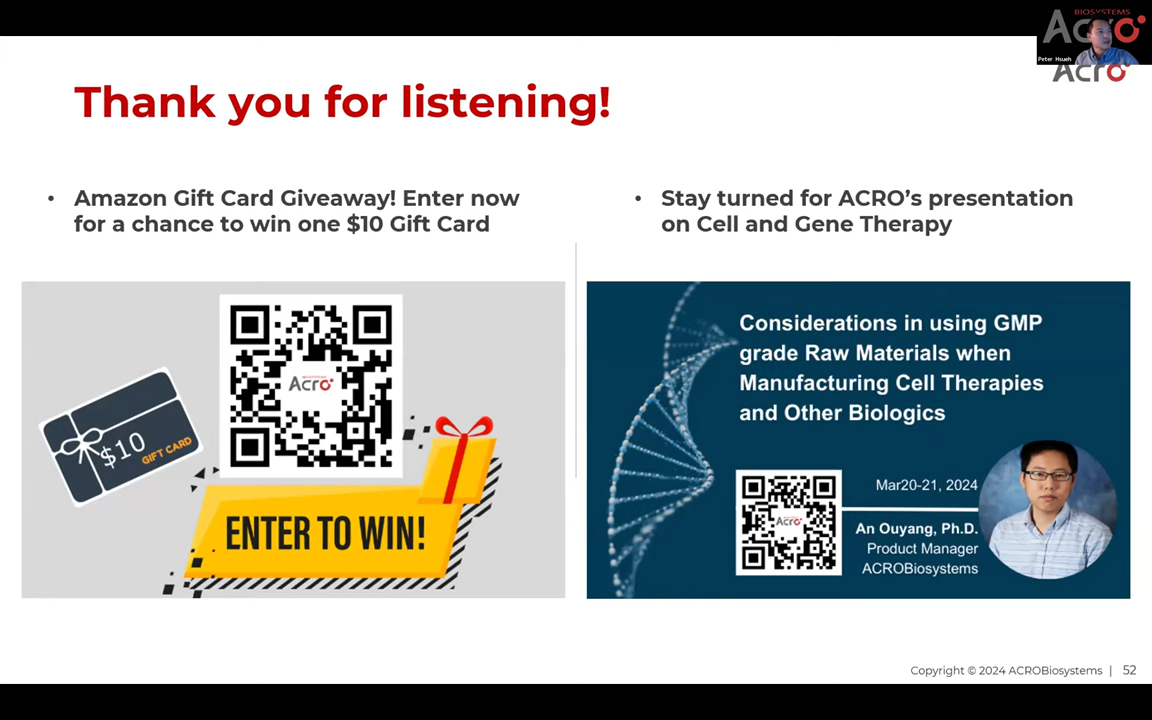 BIOSYSTEMS
Acro
Peter Hsueh
Acro
Thank you for listening!
• Amazon Gift Card Giveaway! Enter now
for a chance to win one $10 Gift Card
• Stay turned for ACRO’s presentation
on Cell and Gene Therapy
Acro
$10
GIFT CARD
ENTER TO WIN!
Considerations in using GMP
grade Raw Materials when
Manufacturing Cell Therapies
and Other Biologics
Acro
Mar20-21, 2024
An Ouyang, Ph.D.
Product Manager
ACROBiosystems
Copyright © 2024 ACROBiosystems | 52